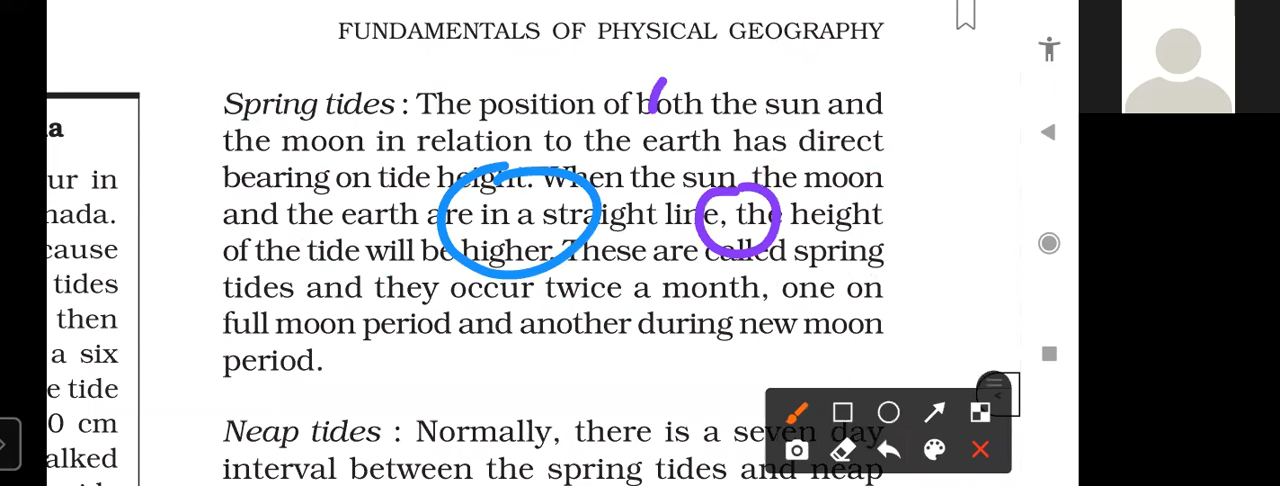 FUNDAMENTALS OF PHYSICAL GEOGRAPHY
a
ur in
nada.
cause
tides
then
a six
e tide
0 cm
alked
Spring tides : The position of both the sun and
the moon in relation to the earth has direct
bearing on tide height. When the sun, the moon
and the earth are in a straight line, the height
of the tide will be higher. These are called spring
tides and they occur twice a month, one on
full moon period and another during new moon
period.
Neap tides : Normally, there is a seven day
interval between the spring tides and neap